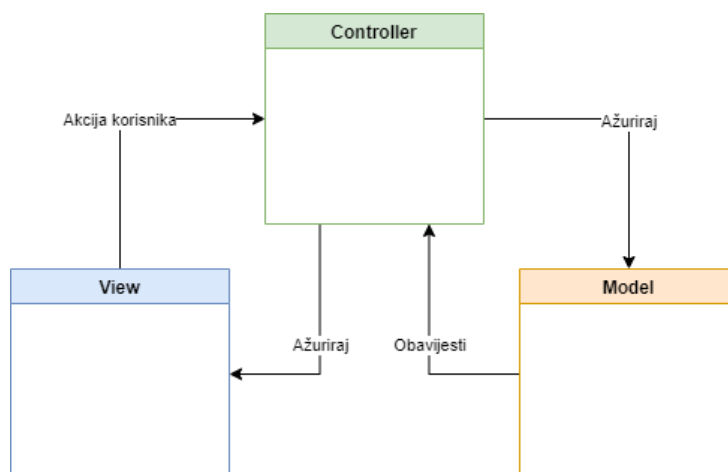 Controller
Akcija korisnika
Ažuriraj
View
Model
Ažuriraj
Obavijesti